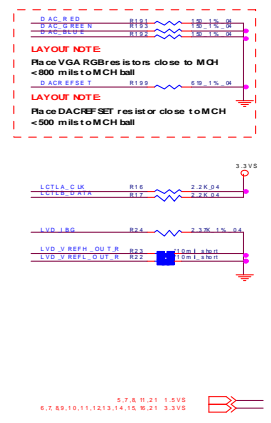 DAC_RED R191 150_1%_04
DAC_GREEN R193 150_1%_04
DAC_BLUE R192 150_1%_04
LAYOUT NOTE:
Place VGA RGB resistors close to MCH
<800 mils to MCH ball
DACREFSET R199 619_1%_04
LAYOUT NOTE:
Place DACREFSET resistor close to MCH
<500 mils to MCH ball
3.3VS
LCTLA_CLK R16 2.2K_04
LCTLB_DATA R17 2.2K_04
LVD_IBG R24 2.37K_1%_04
LVD_VREFH_OUT_R R23 *10mil_short
LVD_VREFL_OUT_R R22 *10mil_short
5,7,8,11,21 1.5VS
6,7,8,9,10,11,12,13,14,15,16,21 3.3VS